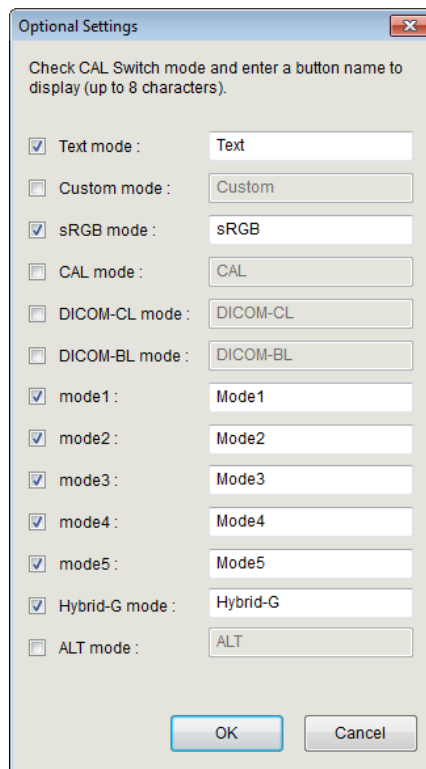 Optional Settings
Check CAL Switch mode and enter a button name to
display (up to 8 characters).
Text mode : Text
Custom mode : Custom
sRGB mode : sRGB
CAL mode : CAL
DICOM-CL mode : DICOM-CL
DICOM-BL mode : DICOM-BL
mode1 : Mode1
mode2 : Mode2
mode3 : Mode3
mode4 : Mode4
mode5 : Mode5
Hybrid-G mode : Hybrid-G
ALT mode : ALT
OK Cancel